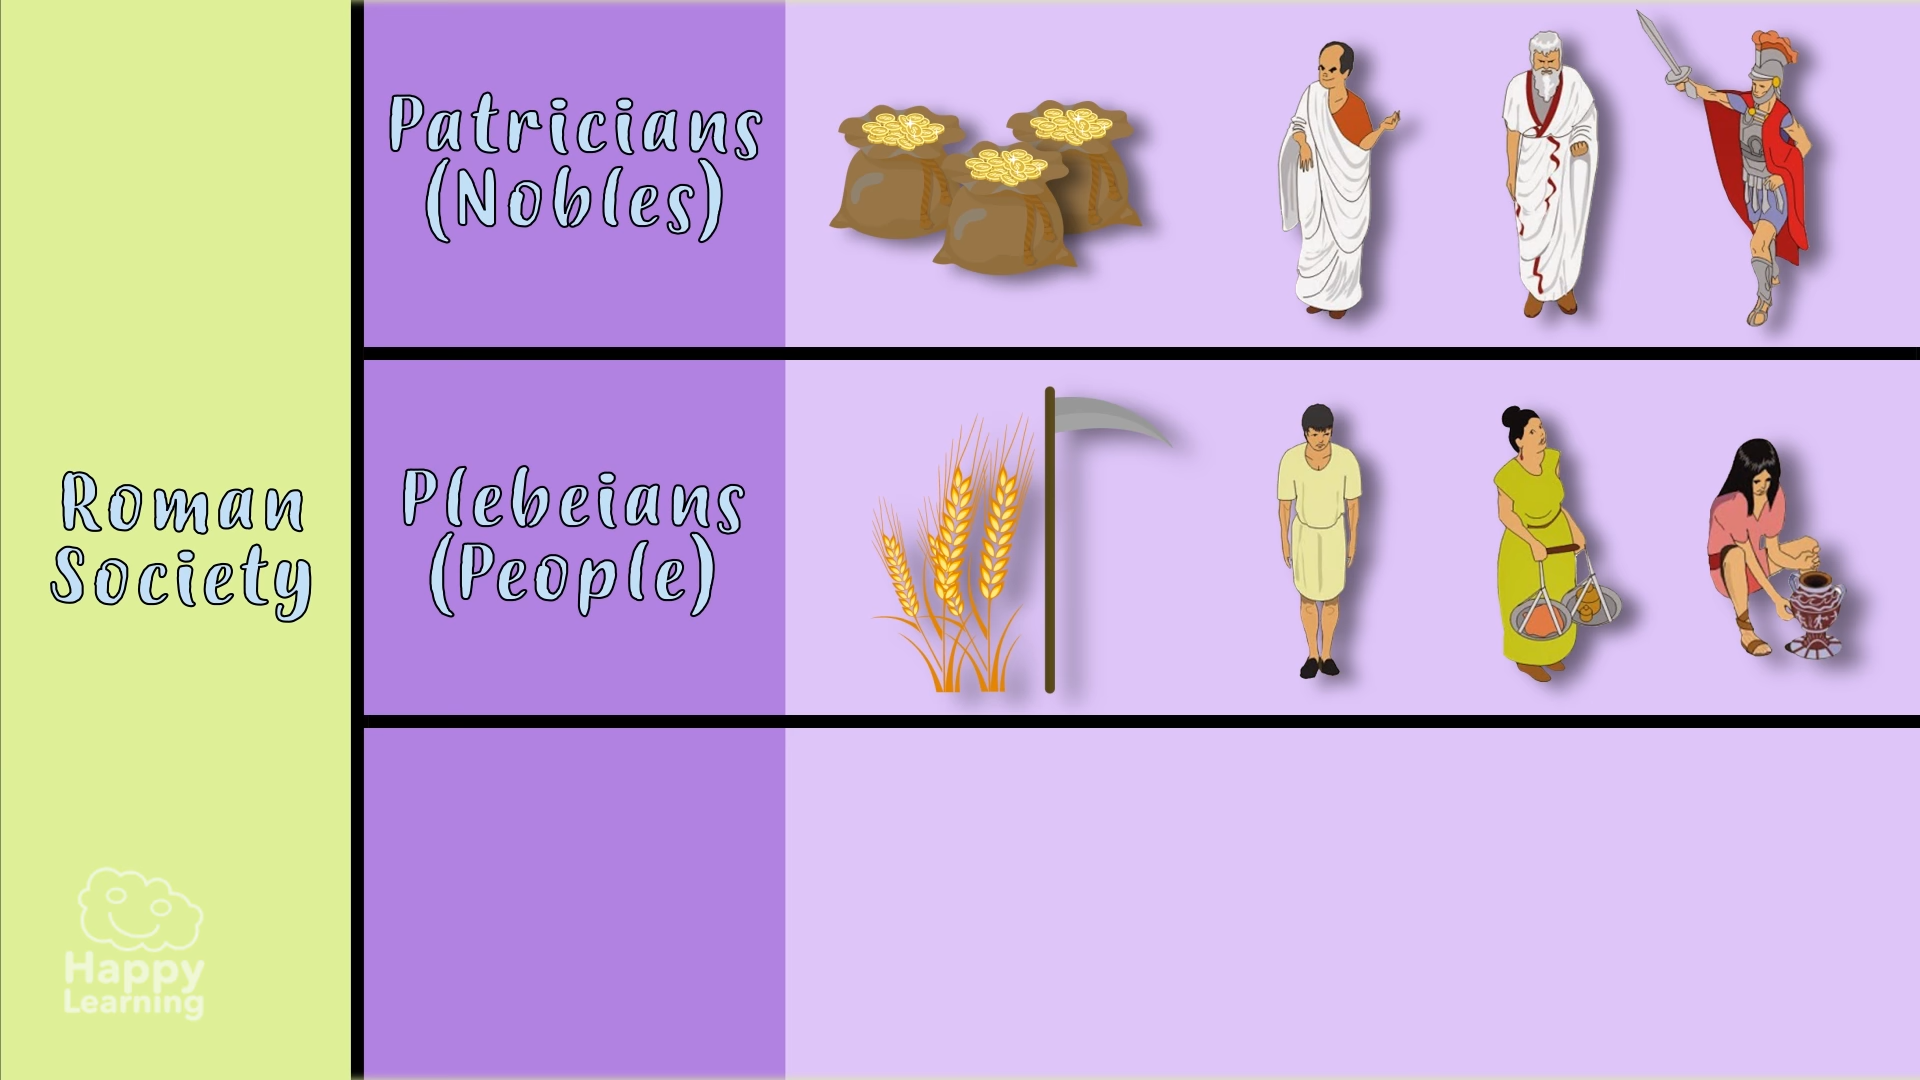 Roman
Society
Patricians
(Nobles)
Plebeians
(People)
Happy
Learning